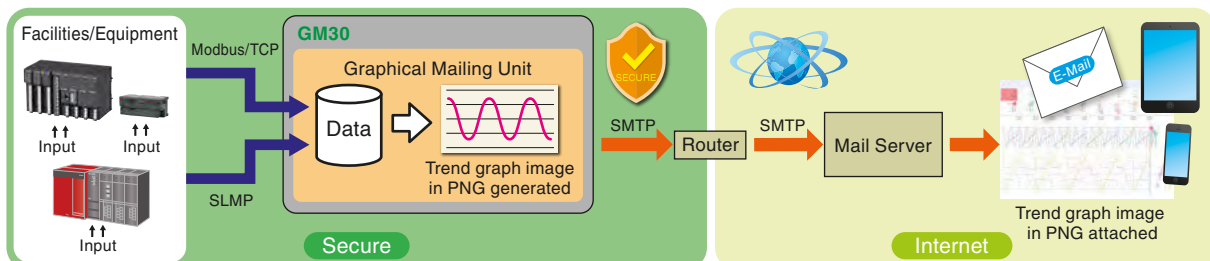 Facilities/Equipment
Input
Input
Input
Modbus/TCP
SLMP
GM30
Graphical Mailing Unit
Data
Trend graph image
in PNG generated
SECURE
SMTP
Router
Secure
SMTP
Mail Server
E-Mail
Trend graph image
in PNG attached
Internet